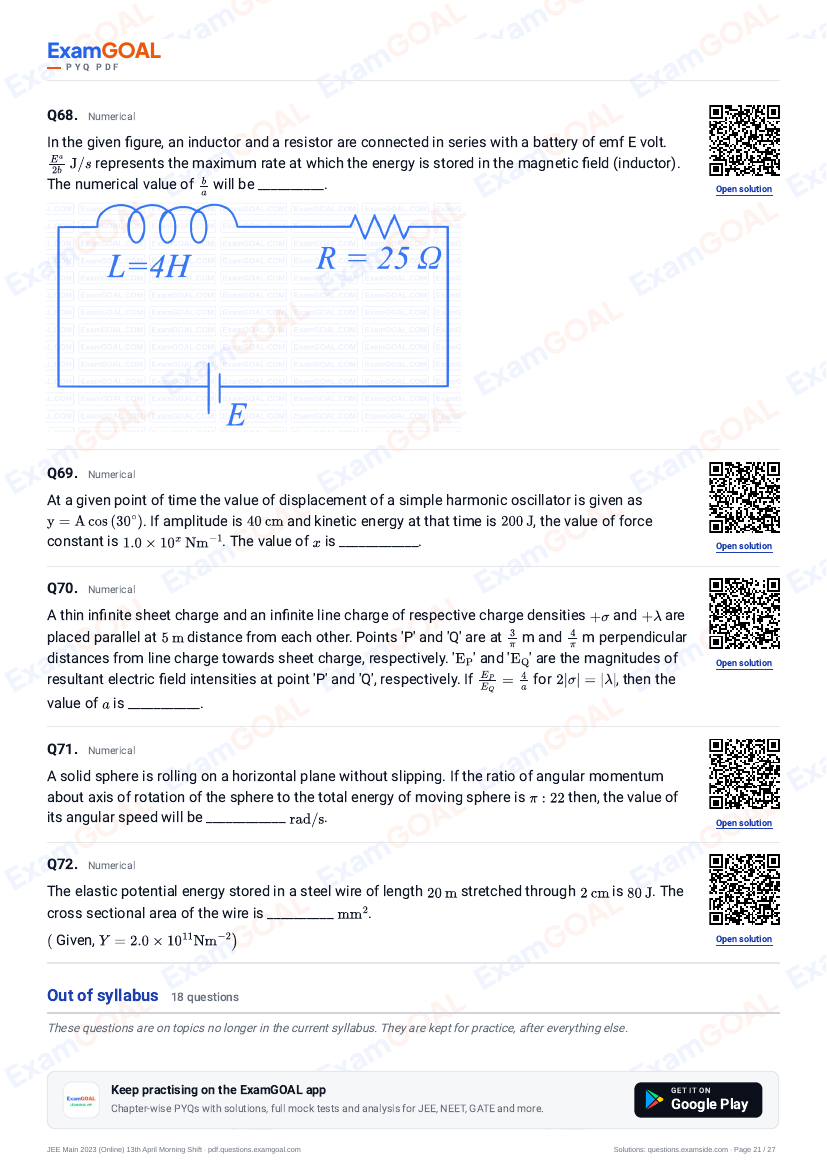 ExamGOAL
PYQ PDF
Q68. Numerical
In the given figure, an inductor and a resistor are connected in series with a battery of emf E volt.
$\frac{E^a}{2b}$ J/s represents the maximum rate at which the energy is stored in the magnetic field (inductor).
The numerical value of $\frac{b}{a}$ will be __________.
Open solution
L=4H
R = 25 Ω
E
Q69. Numerical
At a given point of time the value of displacement of a simple harmonic oscillator is given as
y = A cos (30°). If amplitude is 40 cm and kinetic energy at that time is 200 J, the value of force
constant is $1.0 × 10^x$ Nm$^{-1}$. The value of x is ____________.
Open solution
Q70. Numerical
A thin infinite sheet charge and an infinite line charge of respective charge densities +σ and +λ are
placed parallel at 5 m distance from each other. Points 'P' and 'Q' are at $\frac{3}{π}$ m and $\frac{4}{π}$ m perpendicular
distances from line charge towards sheet charge, respectively. 'E$_P$' and 'E$_Q$' are the magnitudes of
resultant electric field intensities at point 'P' and 'Q', respectively. If $\frac{E_P}{E_Q} = \frac{4}{a}$ for 2|σ| = |λ|, then the
value of a is ___________.
Open solution
Q71. Numerical
A solid sphere is rolling on a horizontal plane without slipping. If the ratio of angular momentum
about axis of rotation of the sphere to the total energy of moving sphere is π : 22 then, the value of
its angular speed will be ____________ rad/s.
Open solution
Q72. Numerical
The elastic potential energy stored in a steel wire of length 20 m stretched through 2 cm is 80 J. The
cross sectional area of the wire is __________ mm$^2$.
( Given, Y = 2.0 × 10$^{11}$Nm$^{-2}$)
Open solution
Out of syllabus 18 questions
These questions are on topics no longer in the current syllabus. They are kept for practice, after everything else.
ExamGOAL
Keep practising on the ExamGOAL app
Chapter-wise PYQs with solutions, full mock tests and analysis for JEE, NEET, GATE and more.
GET IT ON
Google Play
JEE Main 2023 (Online) 13th April Morning Shift · pdf.questions.examgoal.com
Solutions: questions.examside.com · Page 21 / 27